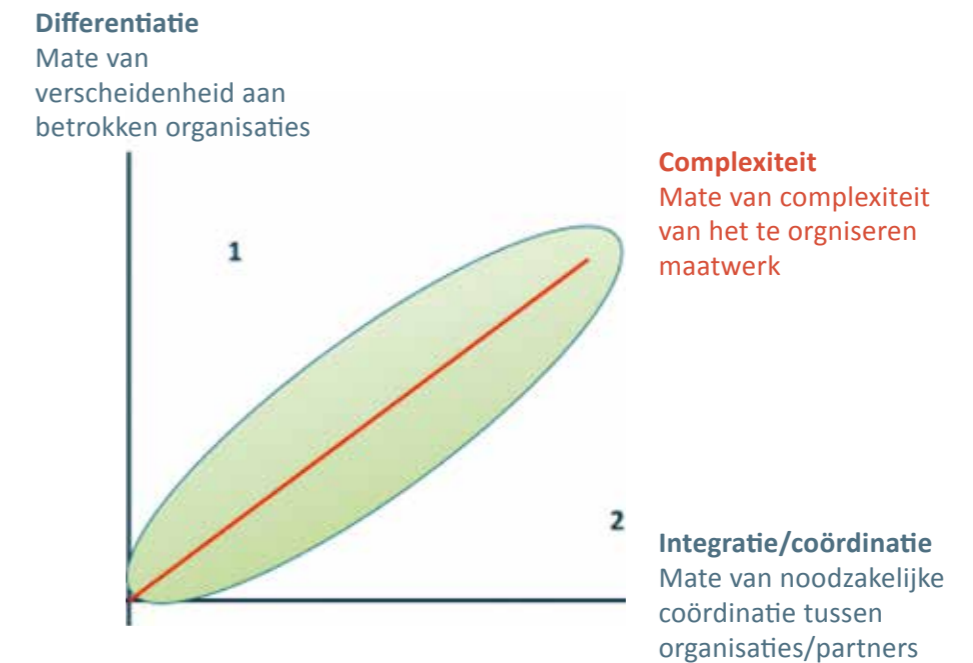 Differentiatie
Mate van
verscheidenheid aan
betrokken organisaties
Complexiteit
Mate van complexiteit
van het te orgniseren
maatwerk
1
2
Integratie/coördinatie
Mate van noodzakelijke
coördinatie tussen
organisaties/partners